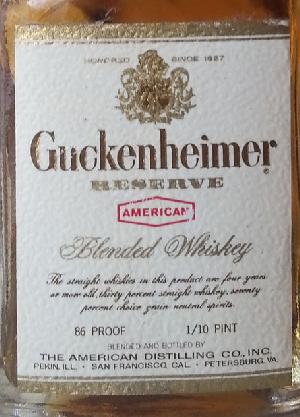 HONORED SINCE 1857
Guckenheimer®
RESERVE
AMERICAN
Blended Whiskey
The straight whiskies in this product are four years
or more old, thirty percent straight whiskey, seventy
percent choice grain neutral spirits.
86 PROOF 1/10 PINT
BLENDED AND BOTTLED BY
THE AMERICAN DISTILLING CO., INC.
PEKIN, ILL. · SAN FRANCISCO, CAL. · PETERSBURG, VA.